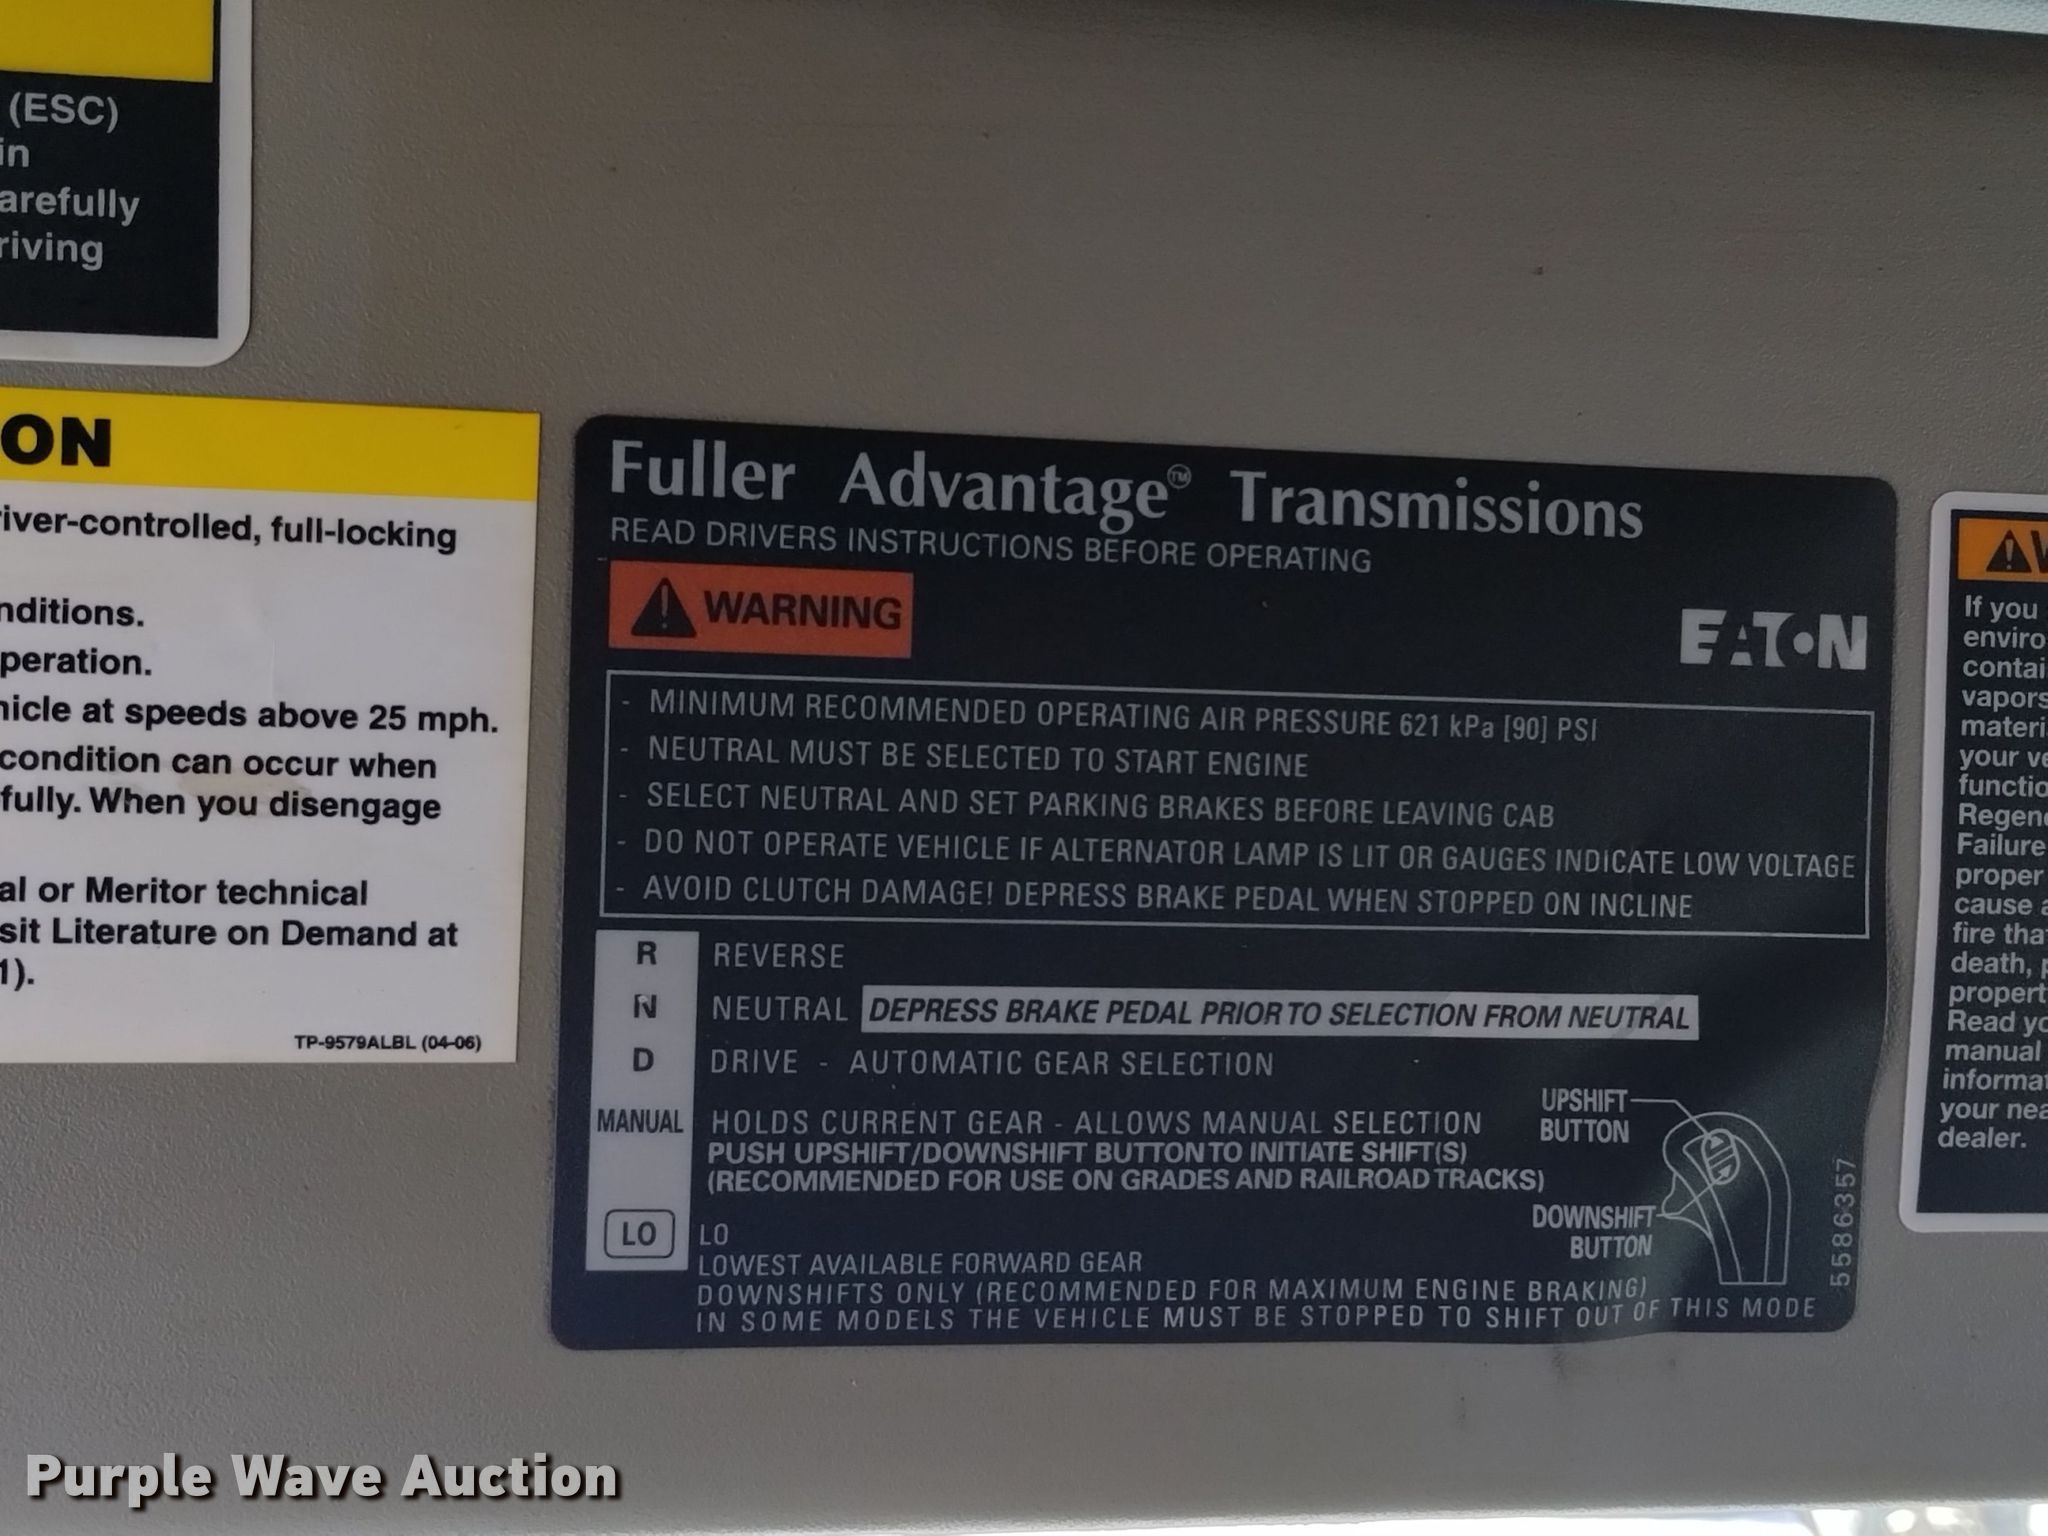 (ESC)
in
arefully
riving
ON
iver-controlled, full-locking
nditions.
peration.
hicle at speeds above 25 mph.
condition can occur when
fully. When you disengage
al or Meritor technical
sit Literature on Demand at
1).
TP-9579ALBL (04-06)
Fuller Advantage™ Transmissions
READ DRIVERS INSTRUCTIONS BEFORE OPERATING
WARNING
EATON
- MINIMUM RECOMMENDED OPERATING AIR PRESSURE 621 kPa [90] PSI
- NEUTRAL MUST BE SELECTED TO START ENGINE
- SELECT NEUTRAL AND SET PARKING BRAKES BEFORE LEAVING CAB
- DO NOT OPERATE VEHICLE IF ALTERNATOR LAMP IS LIT OR GAUGES INDICATE LOW VOLTAGE
- AVOID CLUTCH DAMAGE! DEPRESS BRAKE PEDAL WHEN STOPPED ON INCLINE
R REVERSE
N NEUTRAL DEPRESS BRAKE PEDAL PRIOR TO SELECTION FROM NEUTRAL
D DRIVE - AUTOMATIC GEAR SELECTION
MANUAL HOLDS CURRENT GEAR - ALLOWS MANUAL SELECTION
PUSH UPSHIFT/DOWNSHIFT BUTTON TO INITIATE SHIFT(S)
(RECOMMENDED FOR USE ON GRADES AND RAILROAD TRACKS)
LO LO
LOWEST AVAILABLE FORWARD GEAR
DOWNSHIFTS ONLY (RECOMMENDED FOR MAXIMUM ENGINE BRAKING)
IN SOME MODELS THE VEHICLE MUST BE STOPPED TO SHIFT OUT OF THIS MODE
UPSHIFT
BUTTON
DOWNSHIFT
BUTTON
5586357
W
If you
enviro
contai
vapors
materi
your ve
functio
Regen
Failure
proper
cause a
fire tha
death, p
propert
Read yo
manual
informa
your nea
dealer.
Purple Wave Auction